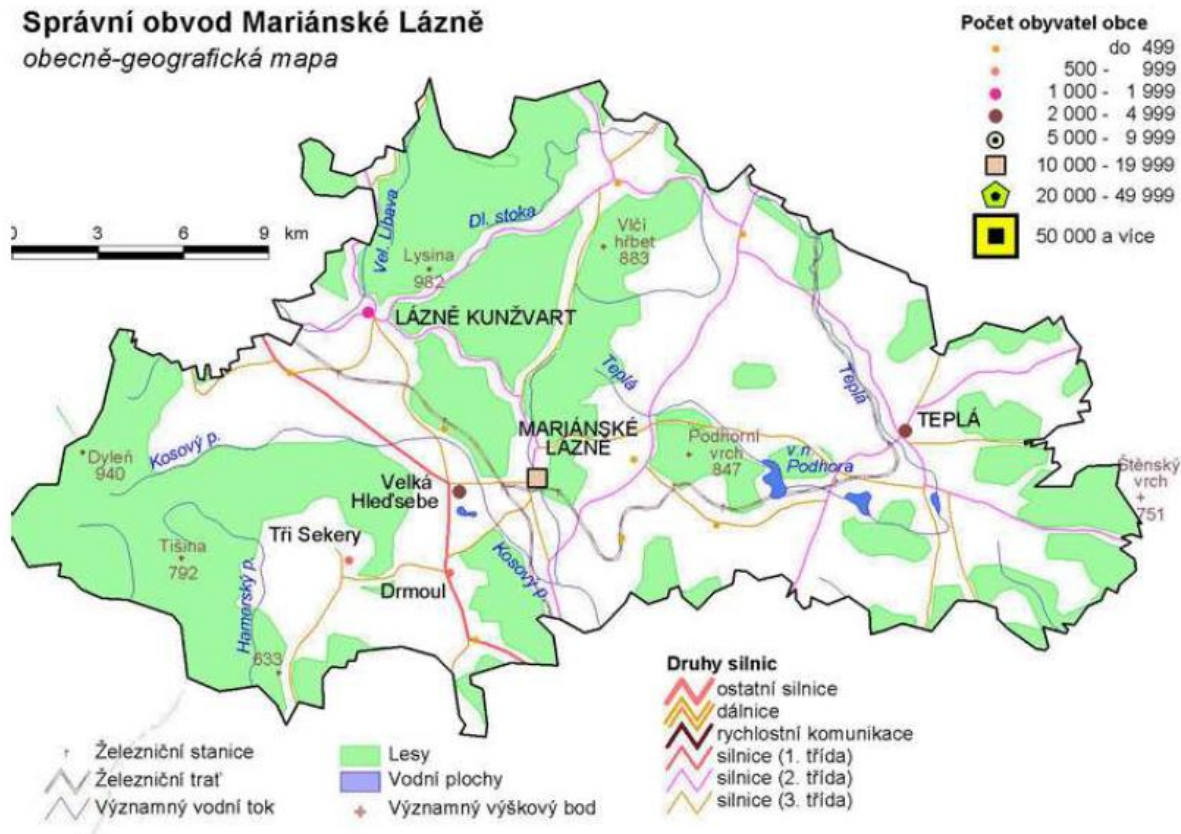 Správní obvod Mariánské Lázně
obecně-geografická mapa
Počet obyvatel obce
do 499
500 - 999
1 000 - 1 999
2 000 - 4 999
5 000 - 9 999
10 000 - 19 999
20 000 - 49 999
50 000 a více
0 3 6 9 km
Vel. Libava
Dl. stoka
Vlčí
hřbet
883
Lysina
982
LÁZNĚ KUNŽVART
Teplá
Teplá
TEPLÁ
MARIÁNSKÉ
LÁZNĚ
Podhorní
vrch
847
v.n.
Podhora
Kosový p.
Dyleň
940
Velká
Hleďsebe
Štěnský
vrch
751
Tři Sekery
Tišina
792
Kosový p.
Drmoul
Hamerský p.
633
Druhy silnic
ostatní silnice
dálnice
rychlostní komunikace
silnice (1. třída)
silnice (2. třída)
silnice (3. třída)
Železniční stanice
Železniční trať
Významný vodní tok
Lesy
Vodní plochy
Významný výškový bod